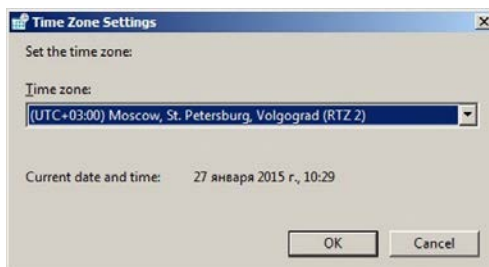 Time Zone Settings
Set the time zone:
Time zone:
(UTC+03:00) Moscow, St. Petersburg, Volgograd (RTZ 2)
Current date and time: 27 января 2015 г., 10:29
OK Cancel